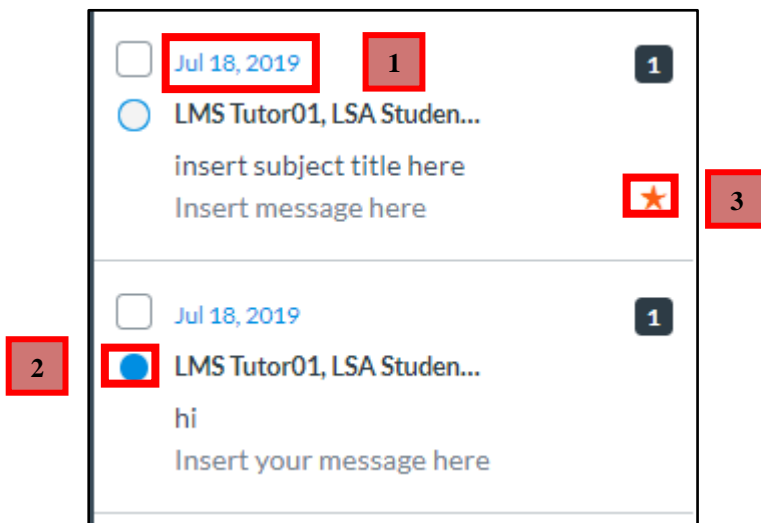 Jul 18, 2019 1 1
LMS Tutor01, LSA Studen...
insert subject title here
Insert message here
3
Jul 18, 2019 1
2
LMS Tutor01, LSA Studen...
hi
Insert your message here